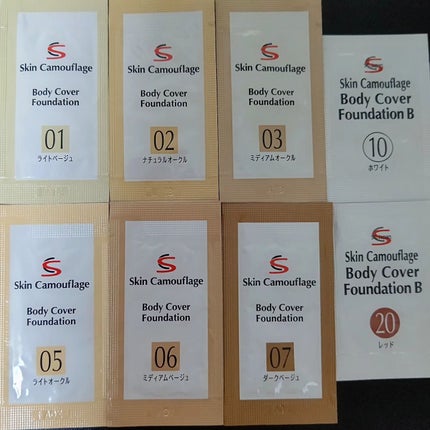 Skin Camouflage
Body Cover
Foundation
01
ライトベージュ
Skin Camouflage
Body Cover
Foundation
02
ナチュラルオークル
Skin Camouflage
Body Cover
Foundation
03
ミディアムオークル
Skin Camouflage
Body Cover
Foundation B
10
ホワイト
Skin Camouflage
Body Cover
Foundation
05
ライトオークル
Skin Camouflage
Body Cover
Foundation
06
ミディアムベージュ
Skin Camouflage
Body Cover
Foundation
07
ダークベージュ
Skin Camouflage
Body Cover
Foundation B
20
レッド